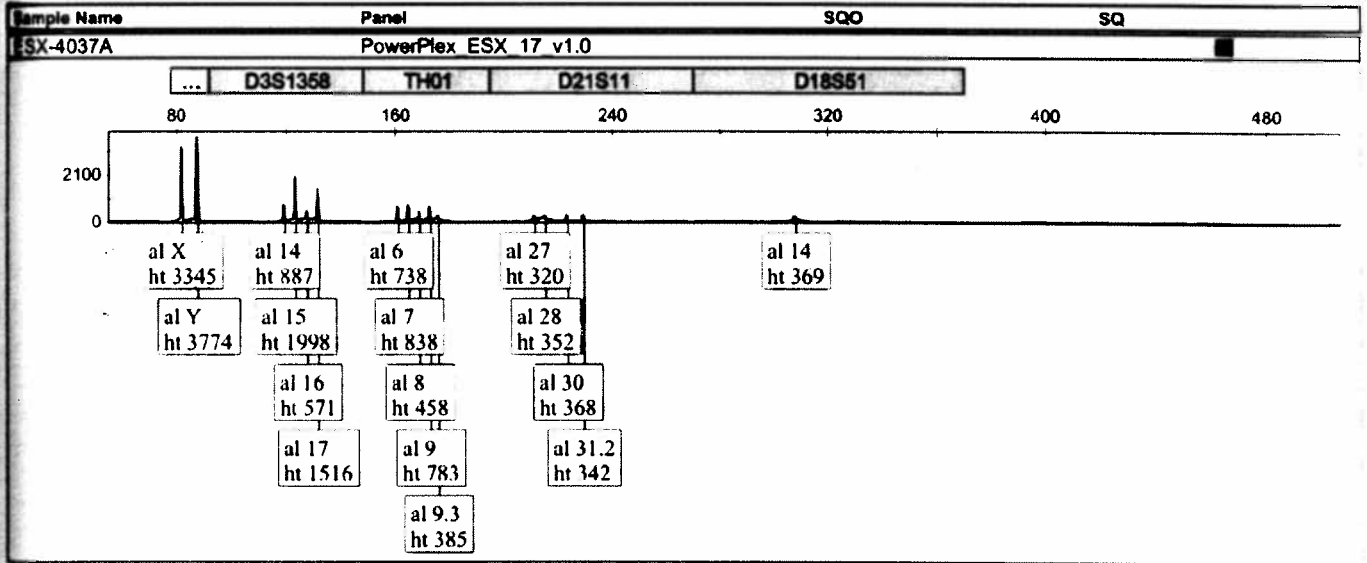 Sample Name Panel SQO SQ
ESX-4037A PowerPlex_ESX_17_v1.0
... D3S1358 TH01 D21S11 D18S51
80 160 240 320 400 480
2100
0
al X
ht 3345
al Y
ht 3774
al 14
ht 887
al 15
ht 1998
al 16
ht 571
al 17
ht 1516
al 6
ht 738
al 7
ht 838
al 8
ht 458
al 9
ht 783
al 9.3
ht 385
al 27
ht 320
al 28
ht 352
al 30
ht 368
al 31.2
ht 342
al 14
ht 369